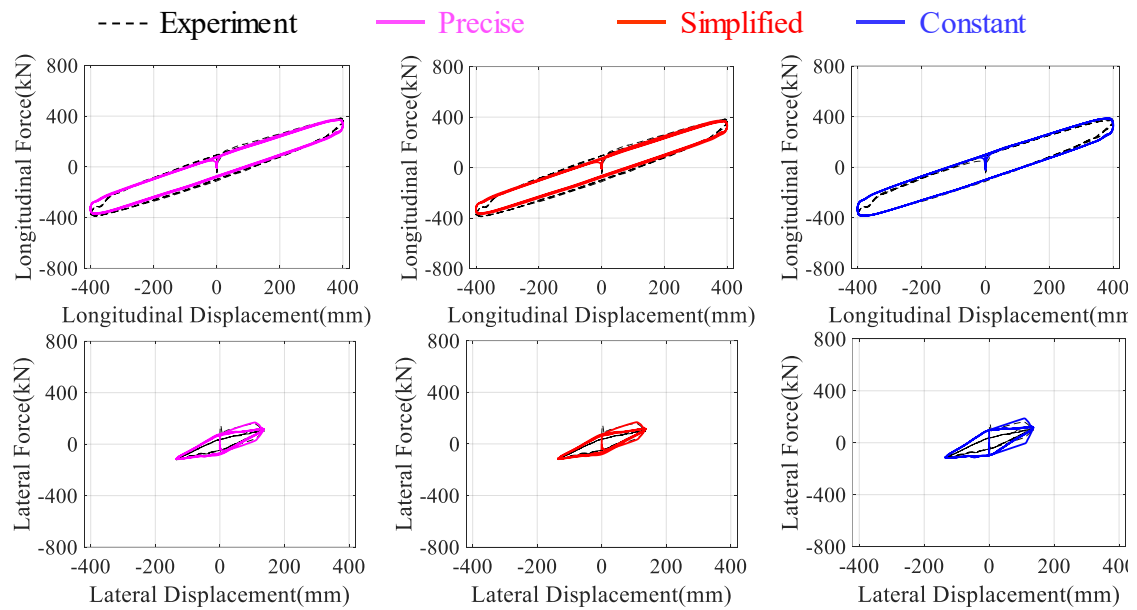 Experiment Precise Simplified Constant
800
400
0
-400
-800
Longitudinal Force(kN)
-400 -200 0 200 400
Longitudinal Displacement(mm)
800
400
0
-400
-800
Longitudinal Force(kN)
-400 -200 0 200 400
Longitudinal Displacement(mm)
800
400
0
-400
-800
Longitudinal Force(kN)
-400 -200 0 200 400
Longitudinal Displacement(mm
800
400
0
-400
-800
Lateral Force(kN)
-400 -200 0 200 400
Lateral Displacement(mm)
800
400
0
-400
-800
Lateral Force(kN)
-400 -200 0 200 400
Lateral Displacement(mm)
800
400
0
-400
-800
Lateral Force(kN)
-400 -200 0 200 400
Lateral Displacement(mm)